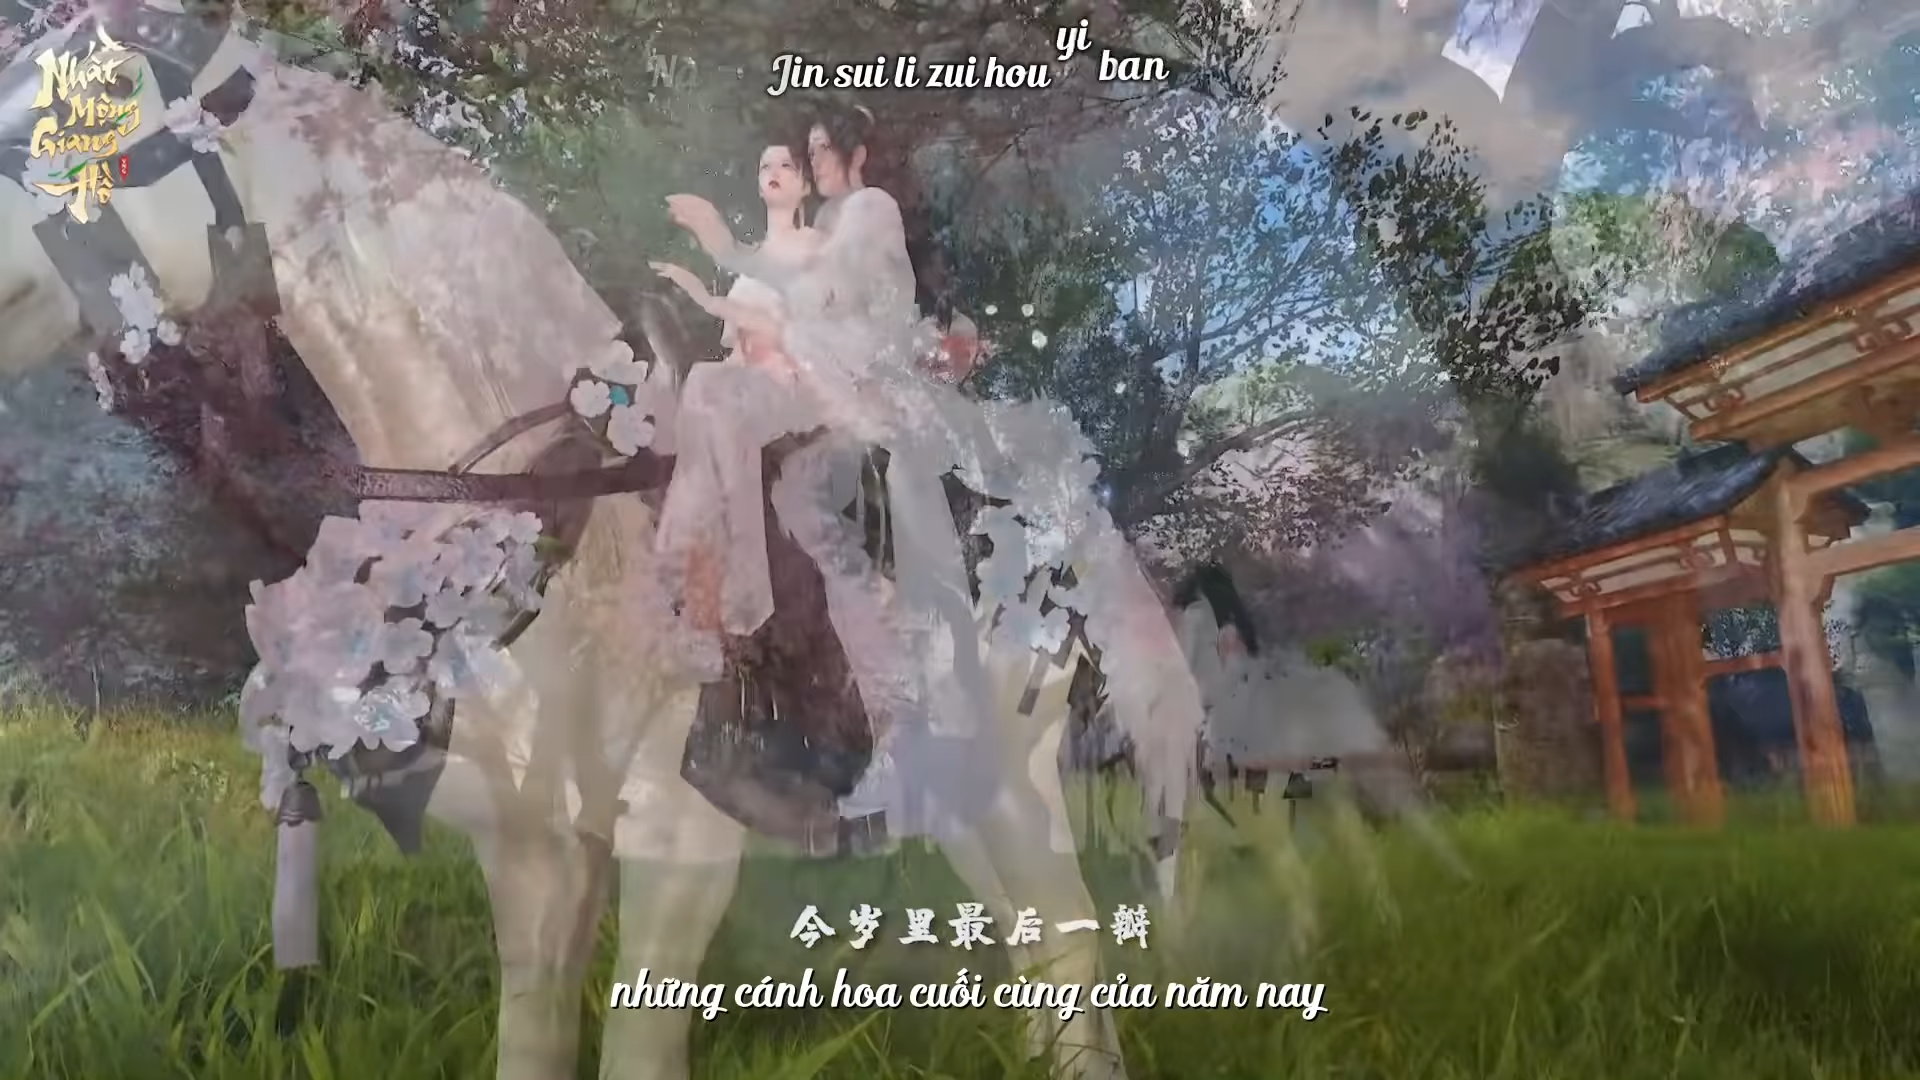 Nhất
Mộng
Giang
Hồ
Jin sui li zui hou yi ban
今岁里最后一瓣
những cánh hoa cuối cùng của năm nay